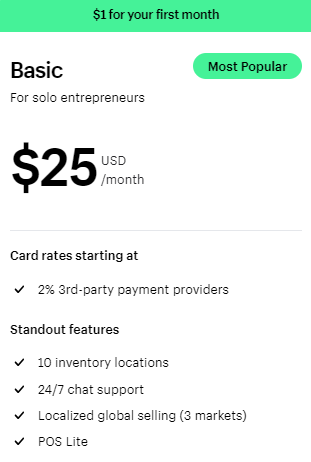 $1 for your first month
Basic
Most Popular
For solo entrepreneurs
$25 USD
/month
Card rates starting at
2% 3rd-party payment providers
Standout features
10 inventory locations
24/7 chat support
Localized global selling (3 markets)
POS Lite